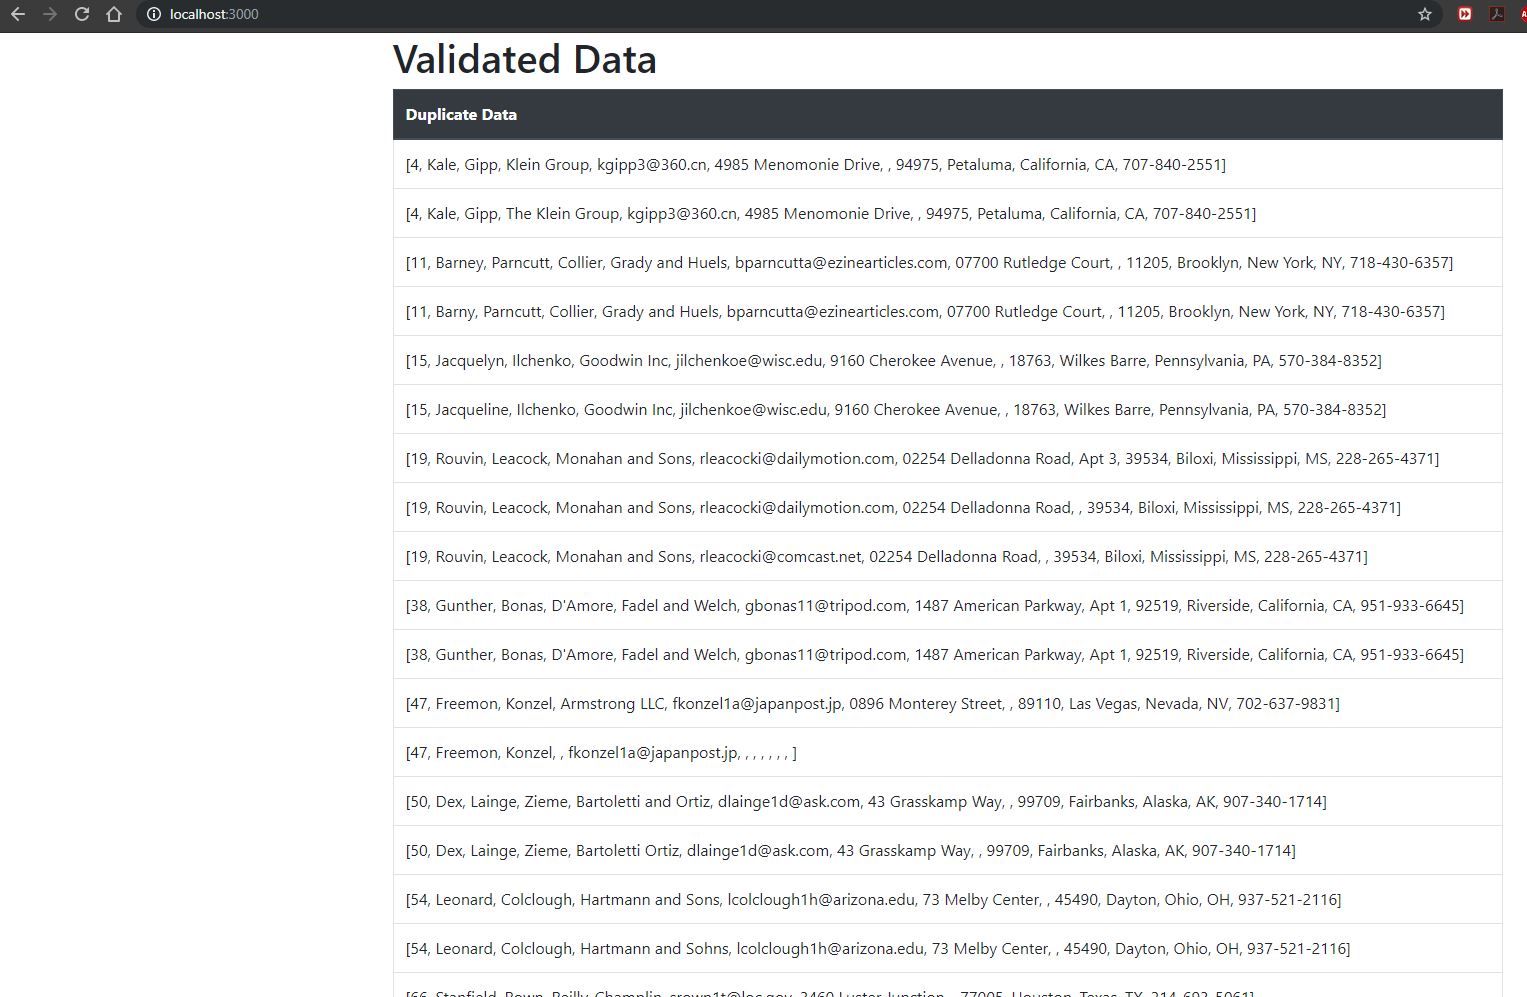 localhost:3000
Validated Data
Duplicate Data
[4, Kale, Gipp, Klein Group, kgipp3@360.cn, 4985 Menomonie Drive, , 94975, Petaluma, California, CA, 707-840-2551]
[4, Kale, Gipp, The Klein Group, kgipp3@360.cn, 4985 Menomonie Drive, , 94975, Petaluma, California, CA, 707-840-2551]
[11, Barney, Parncutt, Collier, Grady and Huels, bparncutta@ezinearticles.com, 07700 Rutledge Court, , 11205, Brooklyn, New York, NY, 718-430-6357]
[11, Barny, Parncutt, Collier, Grady and Huels, bparncutta@ezinearticles.com, 07700 Rutledge Court, , 11205, Brooklyn, New York, NY, 718-430-6357]
[15, Jacquelyn, Ilchenko, Goodwin Inc, jilchenkoe@wisc.edu, 9160 Cherokee Avenue, , 18763, Wilkes Barre, Pennsylvania, PA, 570-384-8352]
[15, Jacqueline, Ilchenko, Goodwin Inc, jilchenkoe@wisc.edu, 9160 Cherokee Avenue, , 18763, Wilkes Barre, Pennsylvania, PA, 570-384-8352]
[19, Rouvin, Leacock, Monahan and Sons, rleacocki@dailymotion.com, 02254 Delladonna Road, Apt 3, 39534, Biloxi, Mississippi, MS, 228-265-4371]
[19, Rouvin, Leacock, Monahan and Sons, rleacocki@dailymotion.com, 02254 Delladonna Road, , 39534, Biloxi, Mississippi, MS, 228-265-4371]
[19, Rouvin, Leacock, Monahan and Sons, rleacocki@comcast.net, 02254 Delladonna Road, , 39534, Biloxi, Mississippi, MS, 228-265-4371]
[38, Gunther, Bonas, D'Amore, Fadel and Welch, gbonas11@tripod.com, 1487 American Parkway, Apt 1, 92519, Riverside, California, CA, 951-933-6645]
[38, Gunther, Bonas, D'Amore, Fadel and Welch, gbonas11@tripod.com, 1487 American Parkway, Apt 1, 92519, Riverside, California, CA, 951-933-6645]
[47, Freemon, Konzel, Armstrong LLC, fkonzel1a@japanpost.jp, 0896 Monterey Street, , 89110, Las Vegas, Nevada, NV, 702-637-9831]
[47, Freemon, Konzel, , fkonzel1a@japanpost.jp, , , , , , , ]
[50, Dex, Lainge, Zieme, Bartoletti and Ortiz, dlainge1d@ask.com, 43 Grasskamp Way, , 99709, Fairbanks, Alaska, AK, 907-340-1714]
[50, Dex, Lainge, Zieme, Bartoletti Ortiz, dlainge1d@ask.com, 43 Grasskamp Way, , 99709, Fairbanks, Alaska, AK, 907-340-1714]
[54, Leonard, Colclough, Hartmann and Sons, lcolclough1h@arizona.edu, 73 Melby Center, , 45490, Dayton, Ohio, OH, 937-521-2116]
[54, Leonard, Colclough, Hartmann and Sohns, lcolclough1h@arizona.edu, 73 Melby Center, , 45490, Dayton, Ohio, OH, 937-521-2116]